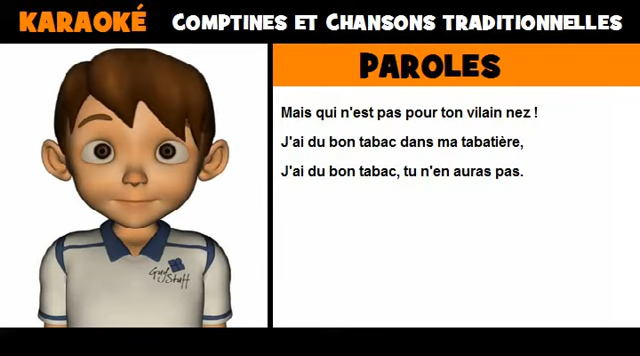 KARAOKÉ COMPTINES ET CHANSONS TRADITIONNELLES
PAROLES
Mais qui n'est pas pour ton vilain nez !
J'ai du bon tabac dans ma tabatière,
J'ai du bon tabac, tu n'en auras pas.